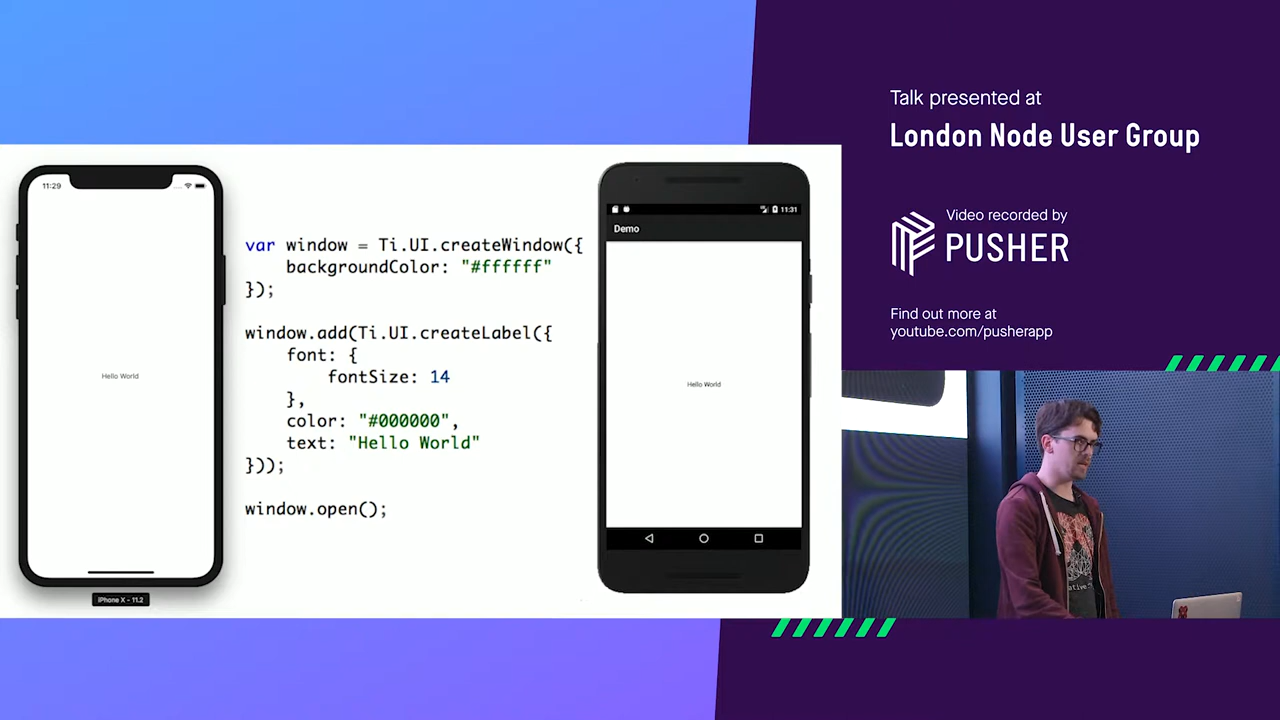 Talk presented at
London Node User Group
Video recorded by
PUSHER
Find out more at
youtube.com/pusherapp
11:29
Hello World
iPhone X - 11.2
var window = Ti.UI.createWindow({
backgroundColor: "#ffffff"
});
window.add(Ti.UI.createLabel({
font: {
fontSize: 14
},
color: "#000000",
text: "Hello World"
}));
window.open();
11:31
Demo
Hello World